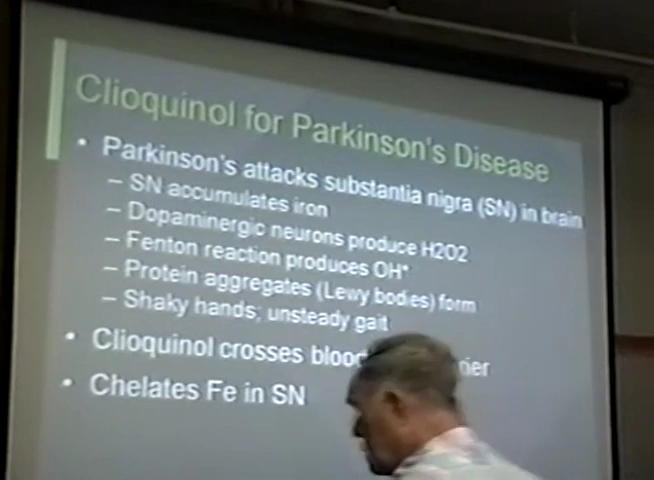 Clioquinol for Parkinson's Disease
• Parkinson's attacks substantia nigra (SN) in brain
– SN accumulates iron
– Dopaminergic neurons produce H2O2
– Fenton reaction produces OH*
– Protein aggregates (Lewy bodies) form
– Shaky hands; unsteady gait
• Clioquinol crosses
• Chelates Fe in SN